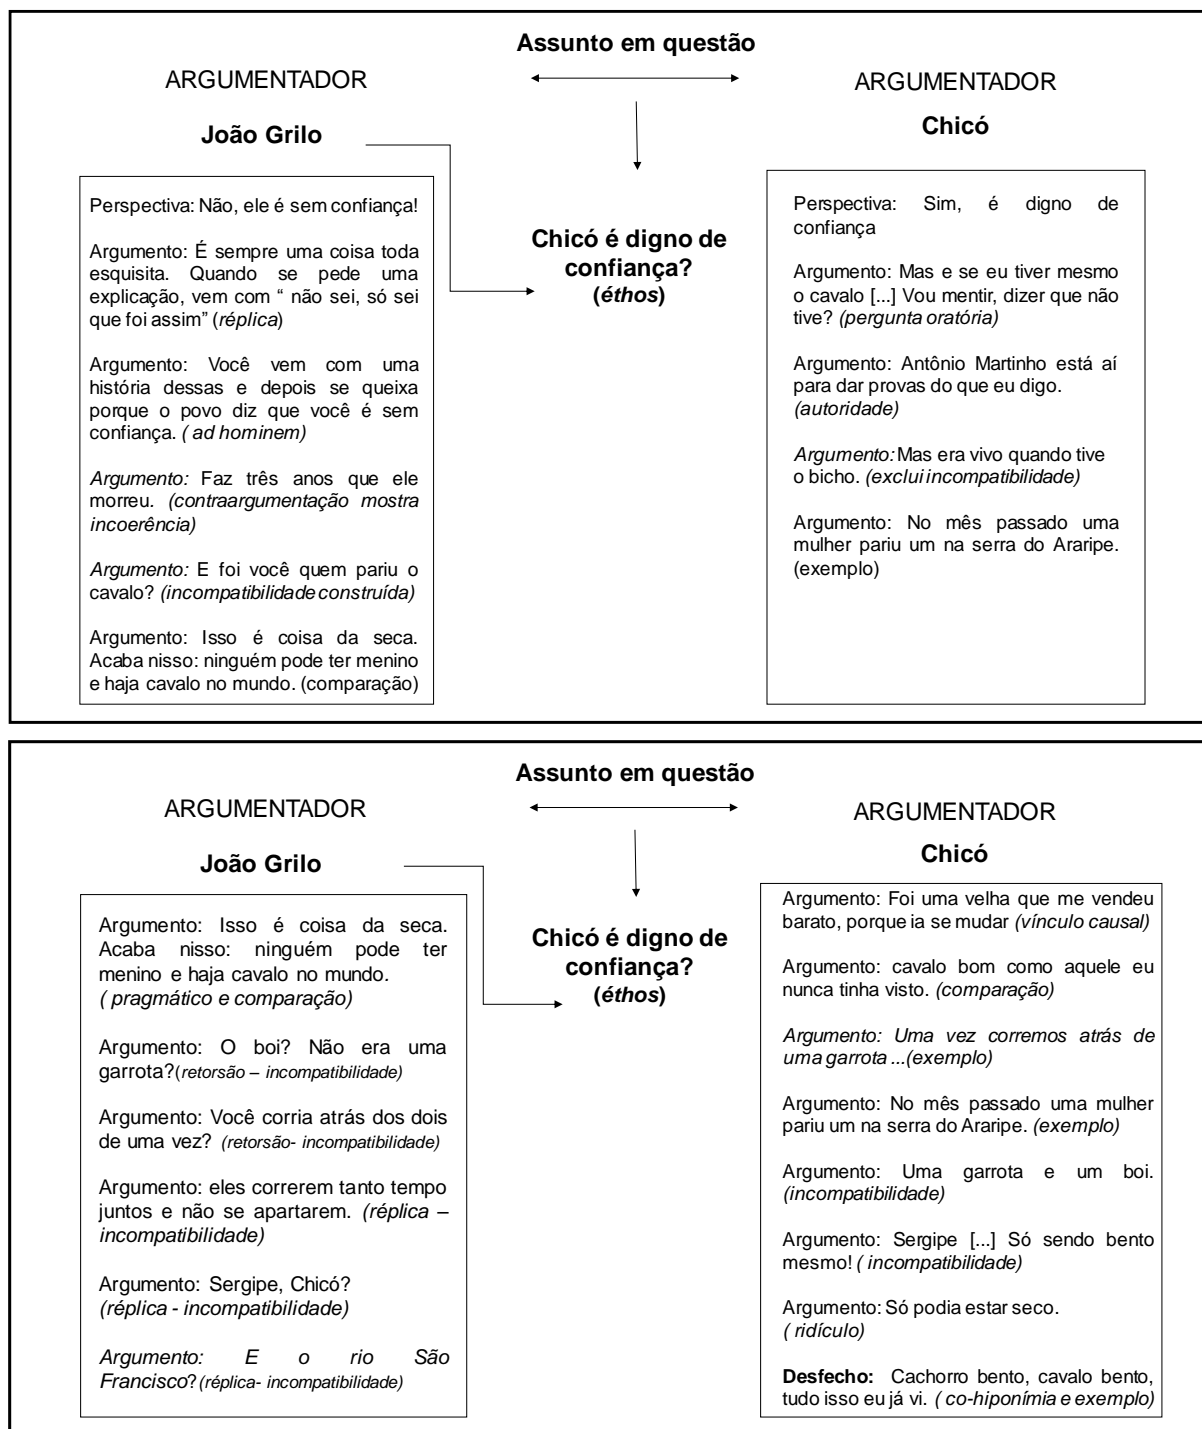 Assunto em questão
ARGUMENTADOR
João Grilo
Perspectiva: Não, ele é sem confiança!
Argumento: É sempre uma coisa toda
esquisita. Quando se pede uma
explicação, vem com “ não sei, só sei
que foi assim” (réplica)
Argumento: Você vem com uma
história dessas e depois se queixa
porque o povo diz que você é sem
confiança. ( ad hominem)
Argumento: Faz três anos que ele
morreu. (contraargumentação mostra
incoerência)
Argumento: E foi você quem pariu o
cavalo? (incompatibilidade construída)
Argumento: Isso é coisa da seca.
Acaba nisso: ninguém pode ter menino
e haja cavalo no mundo. (comparação)
Chicó é digno de
confiança?
(éthos)
ARGUMENTADOR
Chicó
Perspectiva: Sim, é digno de
confiança
Argumento: Mas e se eu tiver mesmo
o cavalo [...] Vou mentir, dizer que não
tive? (pergunta oratória)
Argumento: Antônio Martinho está aí
para dar provas do que eu digo.
(autoridade)
Argumento: Mas era vivo quando tive
o bicho. (exclui incompatibilidade)
Argumento: No mês passado uma
mulher pariu um na serra do Araripe.
(exemplo)
Assunto em questão
ARGUMENTADOR
João Grilo
Argumento: Isso é coisa da seca.
Acaba nisso: ninguém pode ter
menino e haja cavalo no mundo.
( pragmático e comparação)
Argumento: O boi? Não era uma
garrota?(retorsão – incompatibilidade)
Argumento: Você corria atrás dos dois
de uma vez? (retorsão- incompatibilidade)
Argumento: eles correrem tanto tempo
juntos e não se apartarem. (réplica –
incompatibilidade)
Argumento: Sergipe, Chicó?
(réplica - incompatibilidade)
Argumento: E o rio São
Francisco?(réplica- incompatibilidade)
Chicó é digno de
confiança?
(éthos)
ARGUMENTADOR
Chicó
Argumento: Foi uma velha que me vendeu
barato, porque ia se mudar (vínculo causal)
Argumento: cavalo bom como aquele eu
nunca tinha visto. (comparação)
Argumento: Uma vez corremos atrás de
uma garrota ...(exemplo)
Argumento: No mês passado uma mulher
pariu um na serra do Araripe. (exemplo)
Argumento: Uma garrota e um boi.
(incompatibilidade)
Argumento: Sergipe [...] Só sendo bento
mesmo! ( incompatibilidade)
Argumento: Só podia estar seco.
( ridículo)
Desfecho: Cachorro bento, cavalo bento,
tudo isso eu já vi. ( co-hiponímia e exemplo)